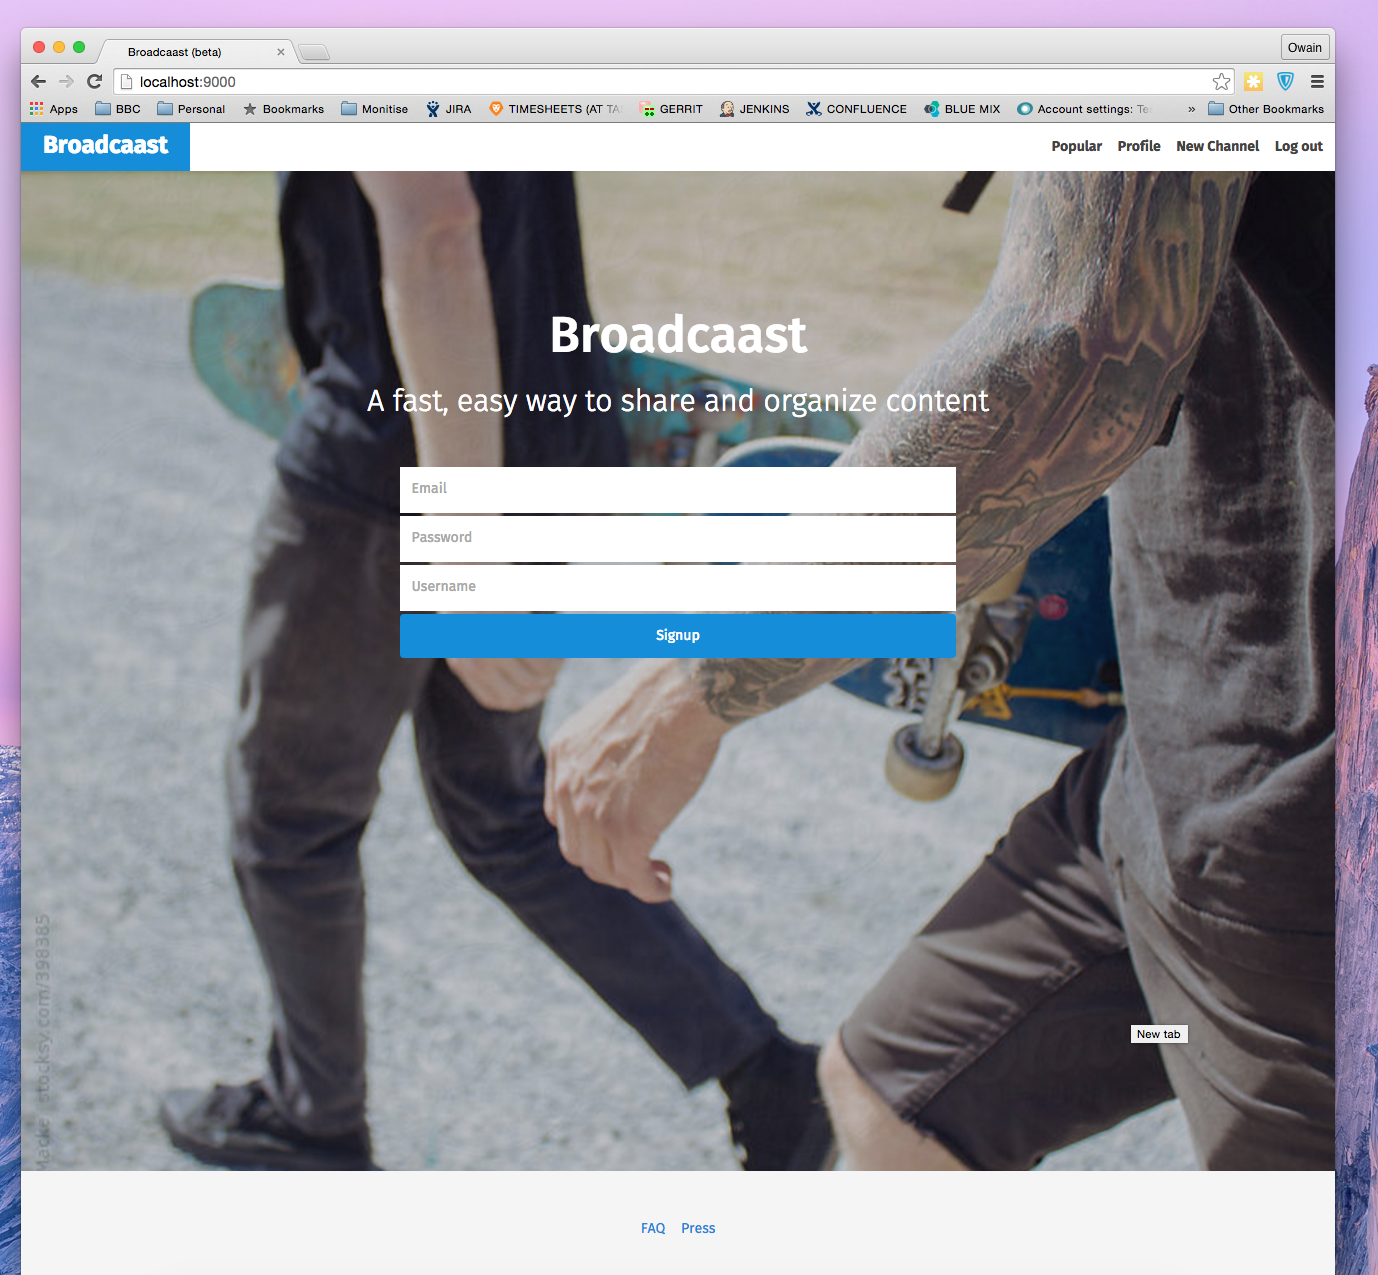 Broadcaast (beta)
Owain
localhost:9000
Apps BBC Personal Bookmarks Monitise JIRA TIMESHEETS (AT TA GERRIT JENKINS CONFLUENCE BLUE MIX Account settings: Te » Other Bookmarks
Broadcaast
Popular Profile New Channel Log out
Broadcaast
A fast, easy way to share and organize content
Email
Password
Username
Signup
stocksy.com/398385
New tab
FAQ Press